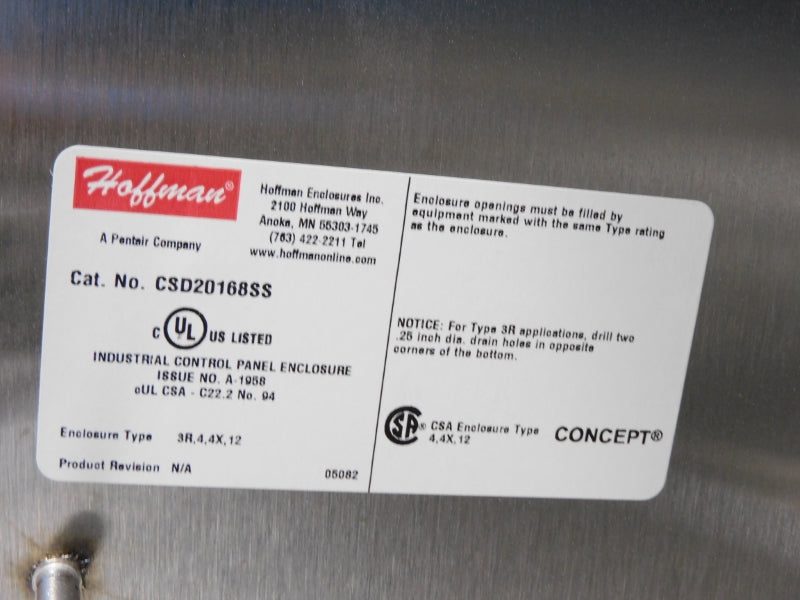 Hoffman®
A Pentair Company
Hoffman Enclosures Inc.
2100 Hoffman Way
Anoka, MN 55303-1745
(763) 422-2211 Tel
www.hoffmanonline.com
Cat. No. CSD20168SS
C UL US LISTED
INDUSTRIAL CONTROL PANEL ENCLOSURE
ISSUE NO. A-1956
cUL CSA - C22.2 No. 94
Enclosure Type 3R,4,4X,12
Product Revision N/A
05082
Enclosure openings must be filled by
equipment marked with the same Type rating
as the enclosure.
NOTICE: For Type 3R applications, drill two
.25 inch dia. drain holes in opposite
corners of the bottom.
SA® CSA Enclosure Type
4,4X,12
CONCEPT®